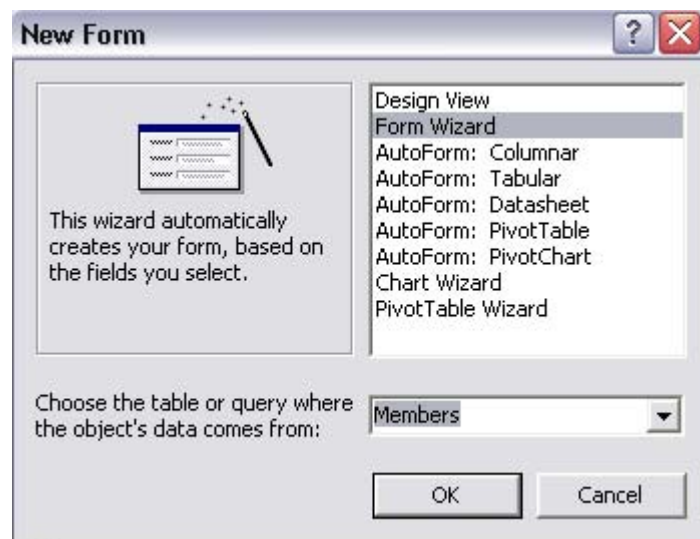 New Form
This wizard automatically
creates your form, based on
the fields you select.
Design View
Form Wizard
AutoForm: Columnar
AutoForm: Tabular
AutoForm: Datasheet
AutoForm: PivotTable
AutoForm: PivotChart
Chart Wizard
PivotTable Wizard
Choose the table or query where
the object's data comes from:
Members
OK
Cancel